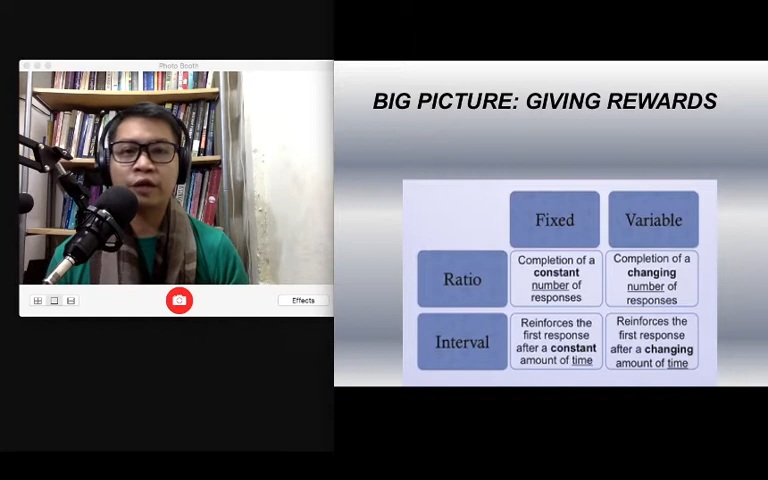 Photo Booth
Effects
BIG PICTURE: GIVING REWARDS
Fixed
Variable
Ratio
Completion of a
constant
number of
responses
Completion of a
changing
number of
responses
Interval
Reinforces the
first response
after a constant
amount of time
Reinforces the
first response
after a changing
amount of time